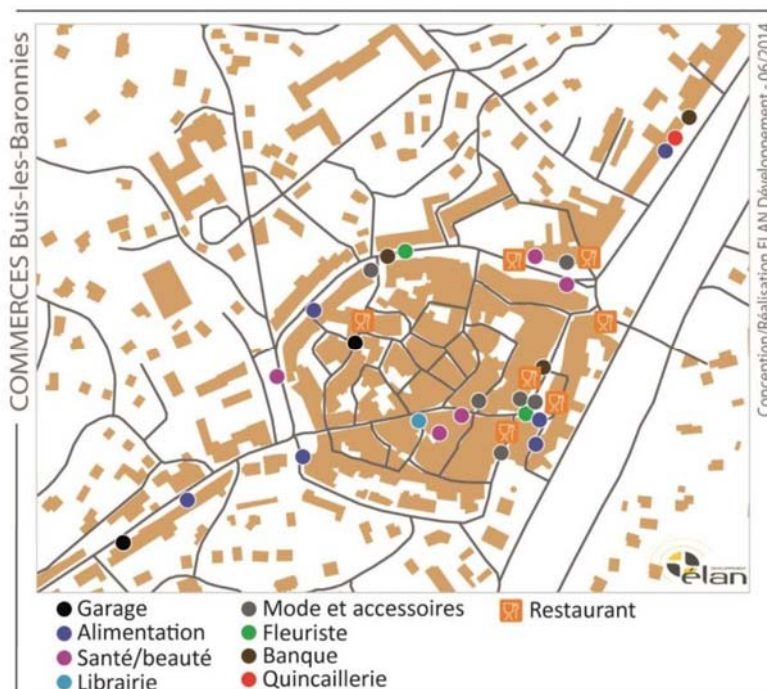 COMMERCES Buis-les-Baronnies
Conception/Réalisation ELAN Développement - 06/2014
DEVELOPPEMENT
élan
Garage
Alimentation
Santé/beauté
Librairie
Mode et accessoires
Fleuriste
Banque
Quincaillerie
Restaurant